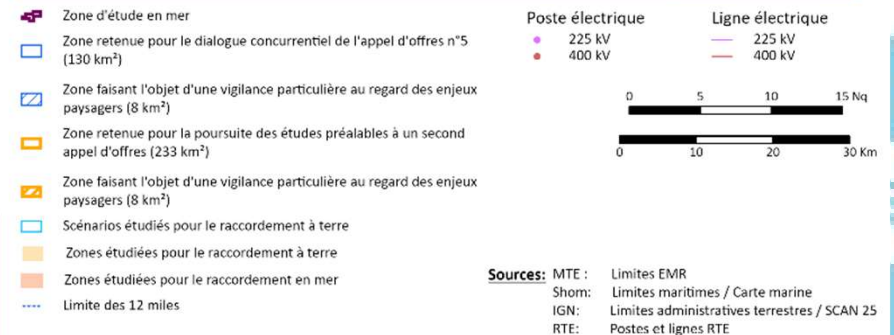 Zone d'étude en mer
Zone retenue pour le dialogue concurrentiel de l'appel d'offres n°5
(130 km²)
Zone faisant l'objet d'une vigilance particulière au regard des enjeux
paysagers (8 km²)
Zone retenue pour la poursuite des études préalables à un second
appel d'offres (233 km²)
Zone faisant l'objet d'une vigilance particulière au regard des enjeux
paysagers (8 km²)
Scénarios étudiés pour le raccordement à terre
Zones étudiées pour le raccordement à terre
Zones étudiées pour le raccordement en mer
Limite des 12 miles
Poste électrique
225 kV
400 kV
Ligne électrique
225 kV
400 kV
0 5 10 15 Nq
0 10 20 30 Km
Sources: MTE : Limites EMR
Shom: Limites maritimes / Carte marine
IGN: Limites administratives terrestres / SCAN 25
RTE: Postes et lignes RTE